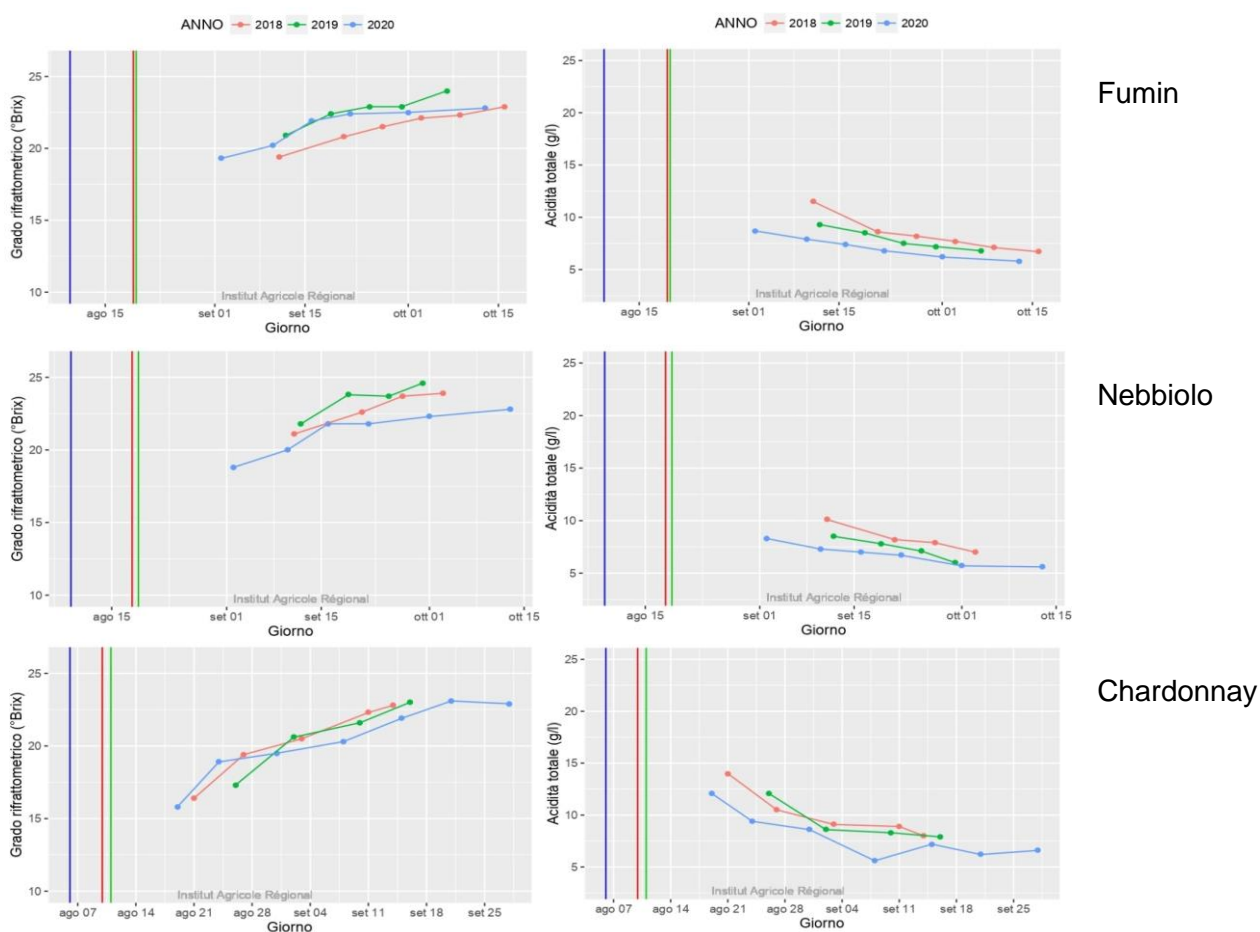 ANNO 2018 2019 2020
Grado rifrattometrico (°Brix)
25
20
15
10
Institut Agricole Régional
ago 15 set 01 set 15 ott 01 ott 15
Giorno
ANNO 2018 2019 2020
Acidità totale (g/l)
25
20
15
10
5
Institut Agricole Régional
ago 15 set 01 set 15 ott 01 ott 15
Giorno
Fumin
Grado rifrattometrico (°Brix)
25
20
15
10
Institut Agricole Régional
ago 15 set 01 set 15 ott 01 ott 15
Giorno
Acidità totale (g/l)
25
20
15
10
5
Institut Agricole Régional
ago 15 set 01 set 15 ott 01 ott 15
Giorno
Nebbiolo
Grado rifrattometrico (°Brix)
25
20
15
10
Institut Agricole Régional
ago 07 ago 14 ago 21 ago 28 set 04 set 11 set 18 set 25
Giorno
Acidità totale (g/l)
25
20
15
10
5
Institut Agricole Régional
ago 07 ago 14 ago 21 ago 28 set 04 set 11 set 18 set 25
Giorno
Chardonnay